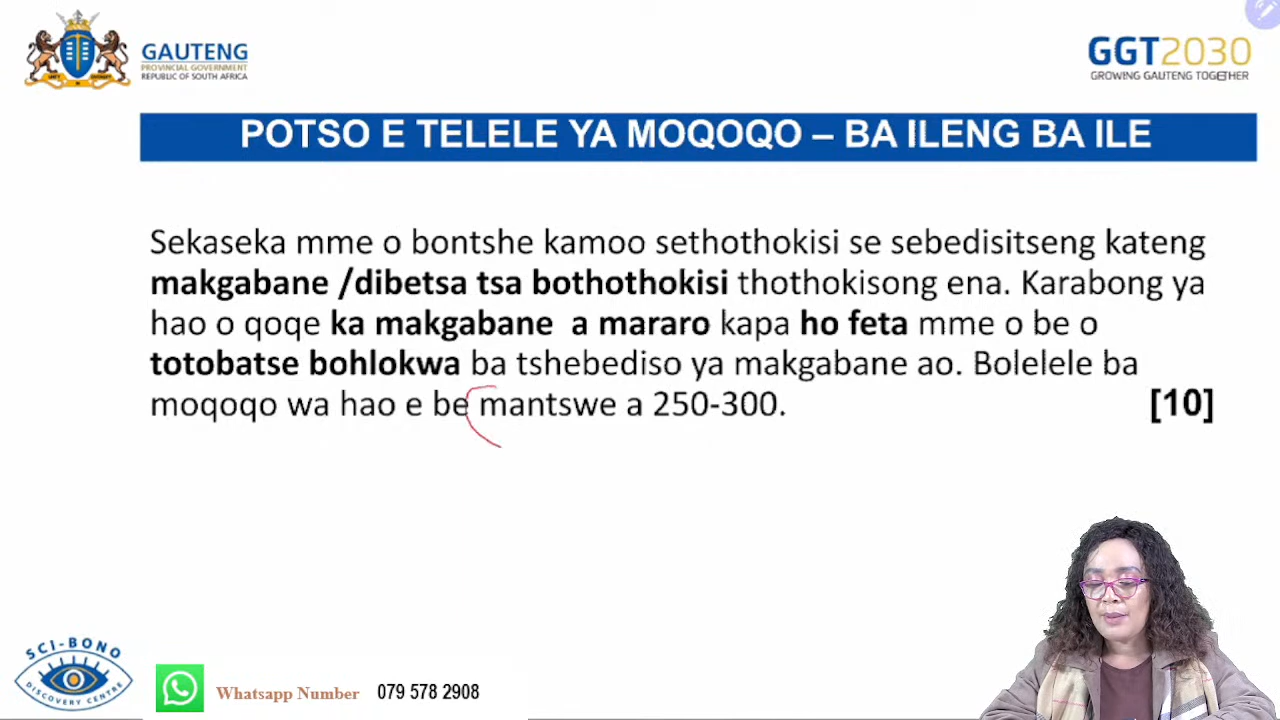 GAUTENG
PROVINCIAL GOVERNMENT
REPUBLIC OF SOUTH AFRICA
GGT2030
GROWING GAUTENG TOGETHER
POTSO E TELELE YA MOQOQO – BA ILENG BA ILE
Sekaseka mme o bontshe kamoo sethothokisi se sebedisitseng kateng
makgabane /dibetsa tsa bothothokisi thothokisong ena. Karabong ya
hao o qoqe ka makgabane a mararo kapa ho feta mme o be o
totobatse bohlokwa ba tshebediso ya makgabane ao. Bolelele ba
moqoqo wa hao e be mantswe a 250-300. [10]
SCI-BONO
DISCOVERY CENTRE
Whatsapp Number 079 578 2908